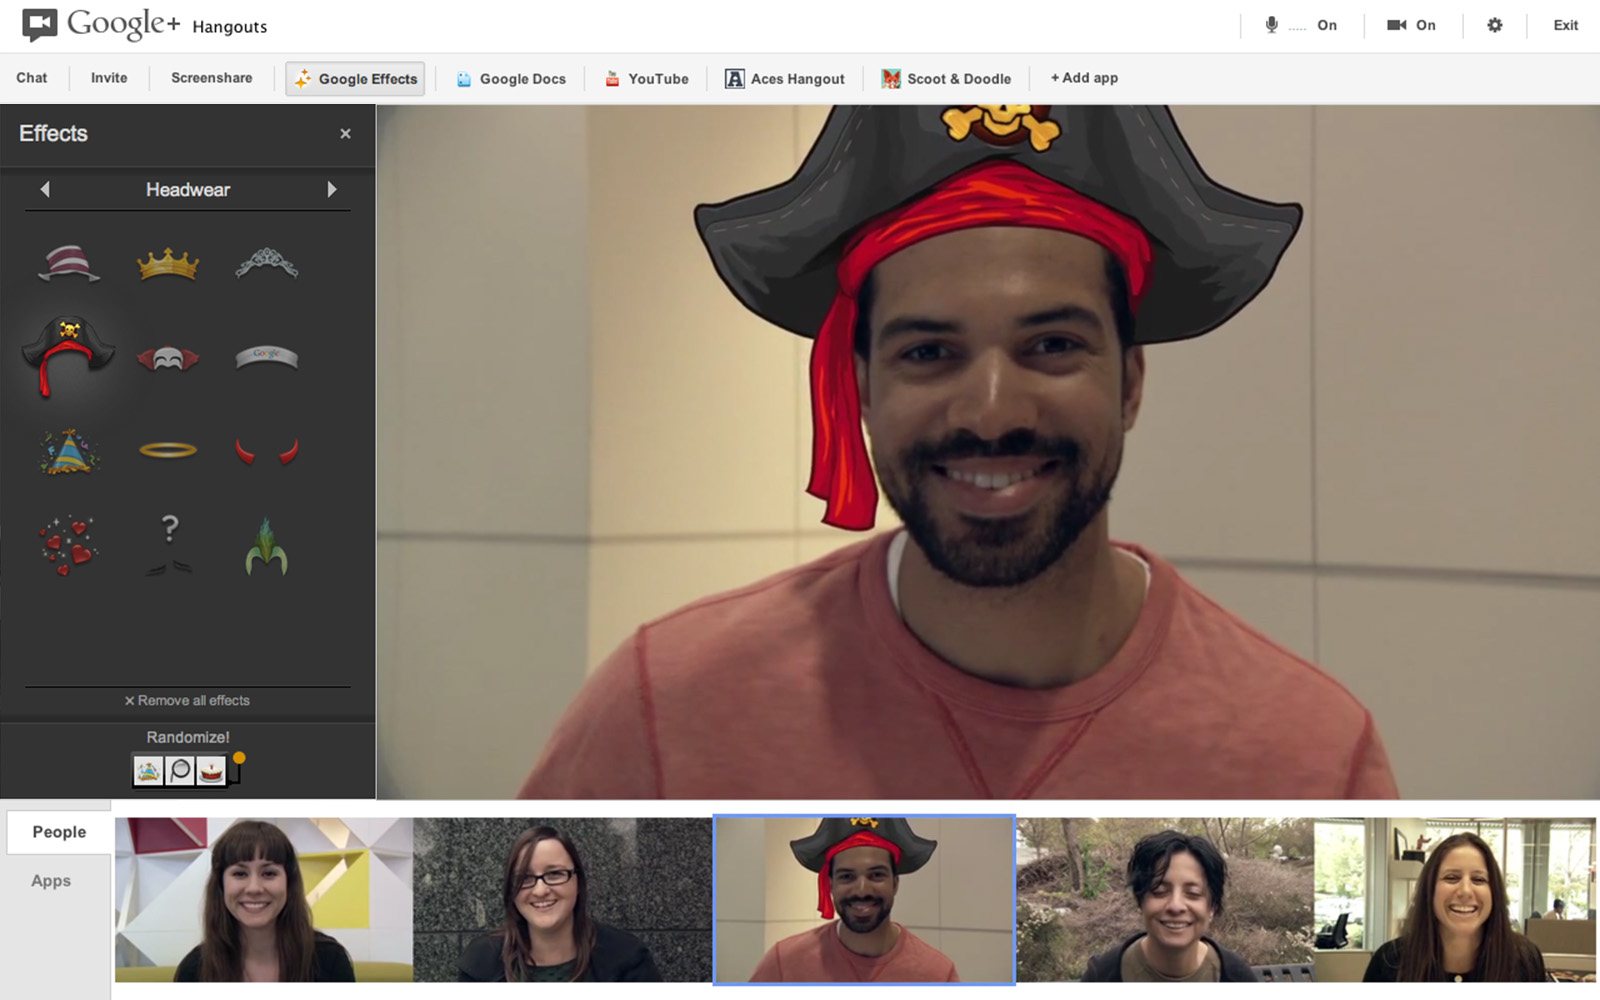 Google+ Hangouts
..... On
On
Exit
Chat
Invite
Screenshare
Google Effects
Google Docs
YouTube
Aces Hangout
Scoot & Doodle
+ Add app
Effects
Headwear
Google
?
× Remove all effects
Randomize!
People
Apps